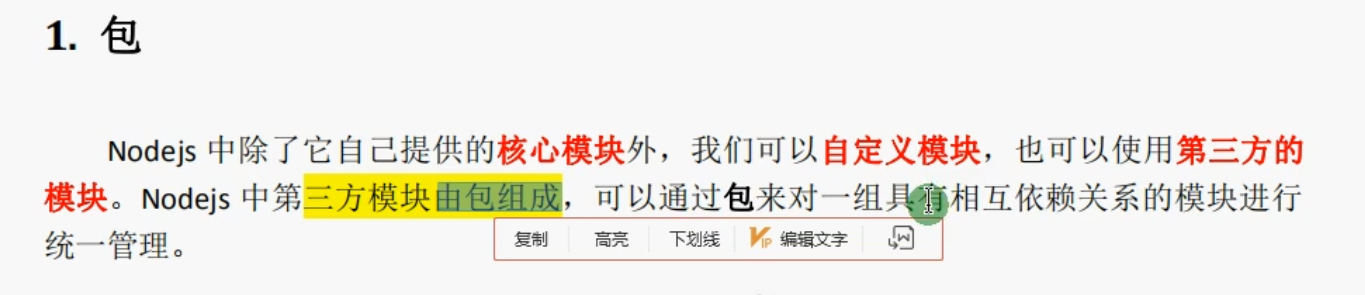 1. 包
Nodejs 中除了它自己提供的核心模块外，我们可以自定义模块，也可以使用第三方的
模块。Nodejs 中第三方模块由包组成，可以通过包来对一组具有相互依赖关系的模块进行
统一管理。
复制 高亮 下划线 VIP 编辑文字 W